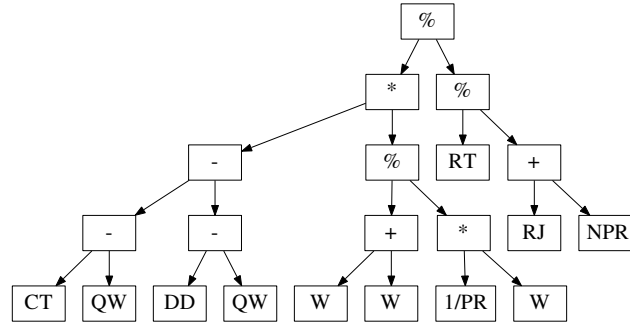 %
* %
- % RT +
- - + * RJ NPR
CT QW DD QW W W 1/PR W